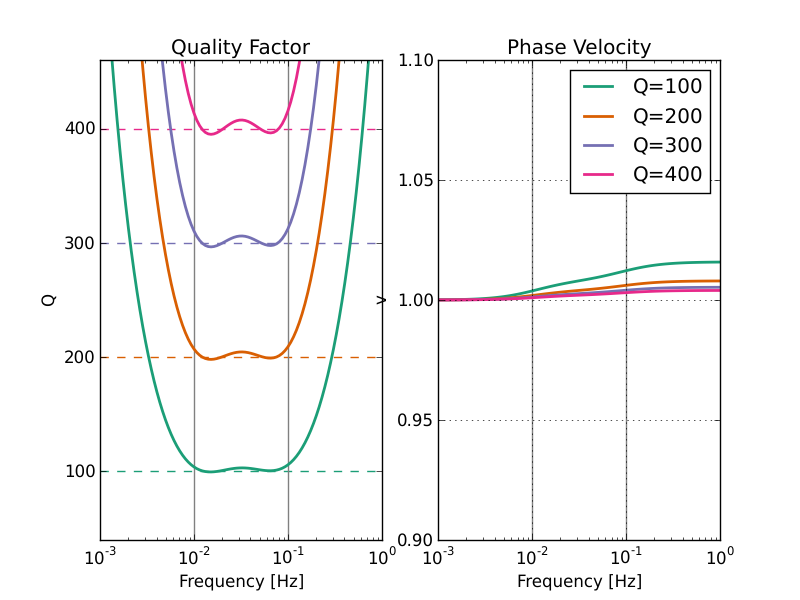 Quality Factor
Q
400
300
200
100
10^-3
10^-2
10^-1
10^0
Frequency [Hz]
Phase Velocity
v
1.10
1.05
1.00
0.95
0.90
10^-3
10^-2
10^-1
10^0
Frequency [Hz]
Q=100
Q=200
Q=300
Q=400